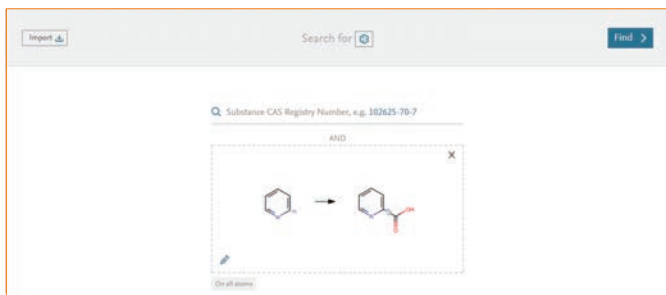 Import
Search for
Find >
Substance CAS Registry Number, e.g. 102625-70-7
AND
×
N
N
OH
O
On all atoms